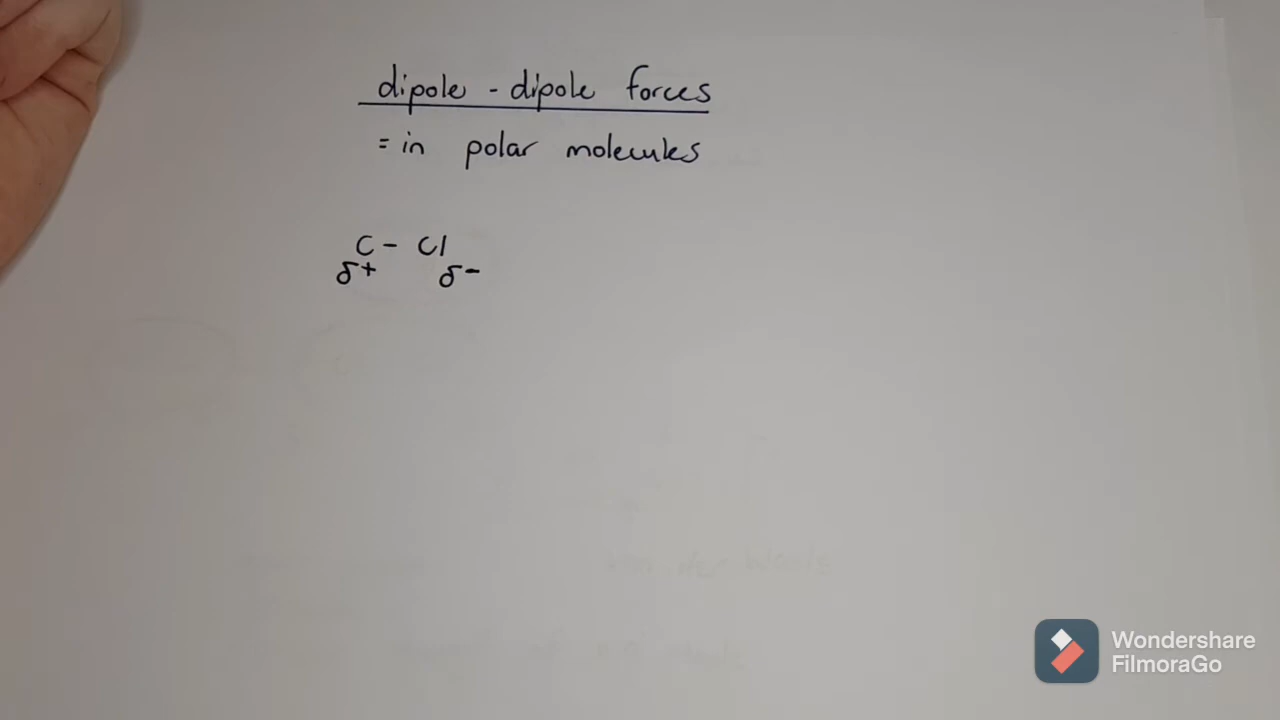 dipole - dipole forces
= in polar molecules
C - Cl
δ+ δ-
Wondershare
FilmoraGo